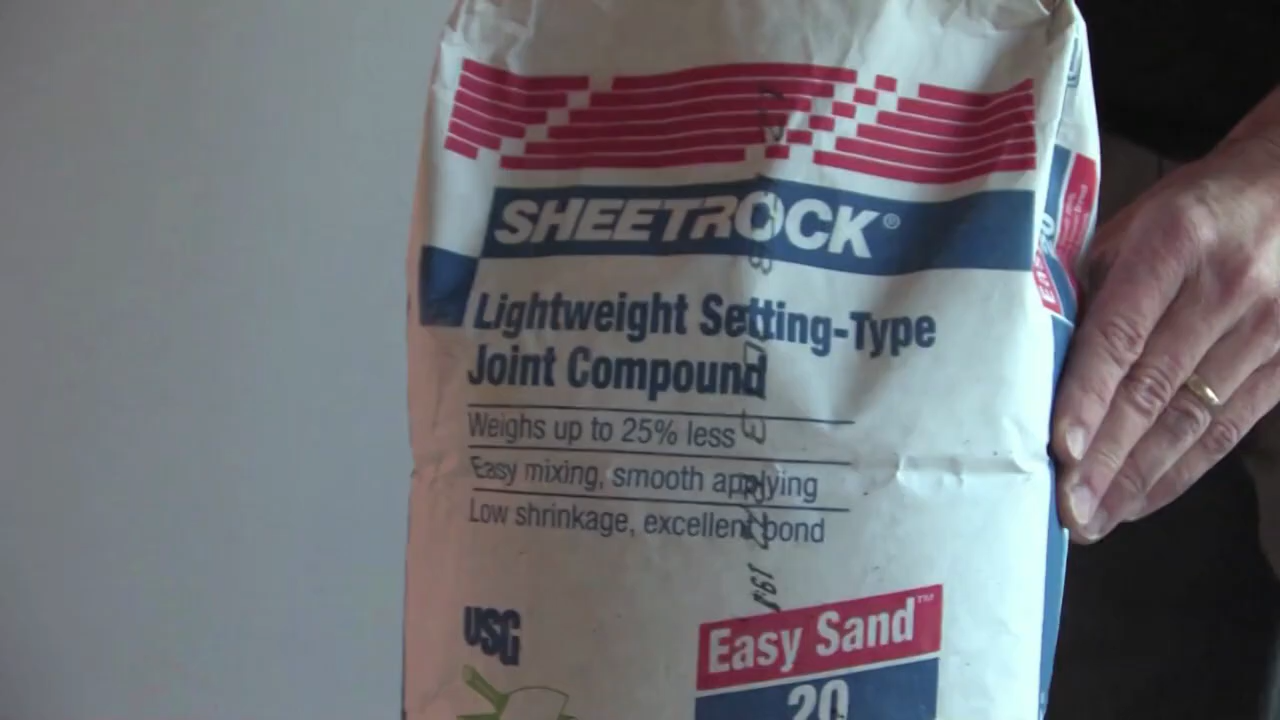 SHEETROCK®
Lightweight Setting-Type
Joint Compound
Weighs up to 25% less
Easy mixing, smooth applying
Low shrinkage, excellent bond
USG
Easy Sand™
20